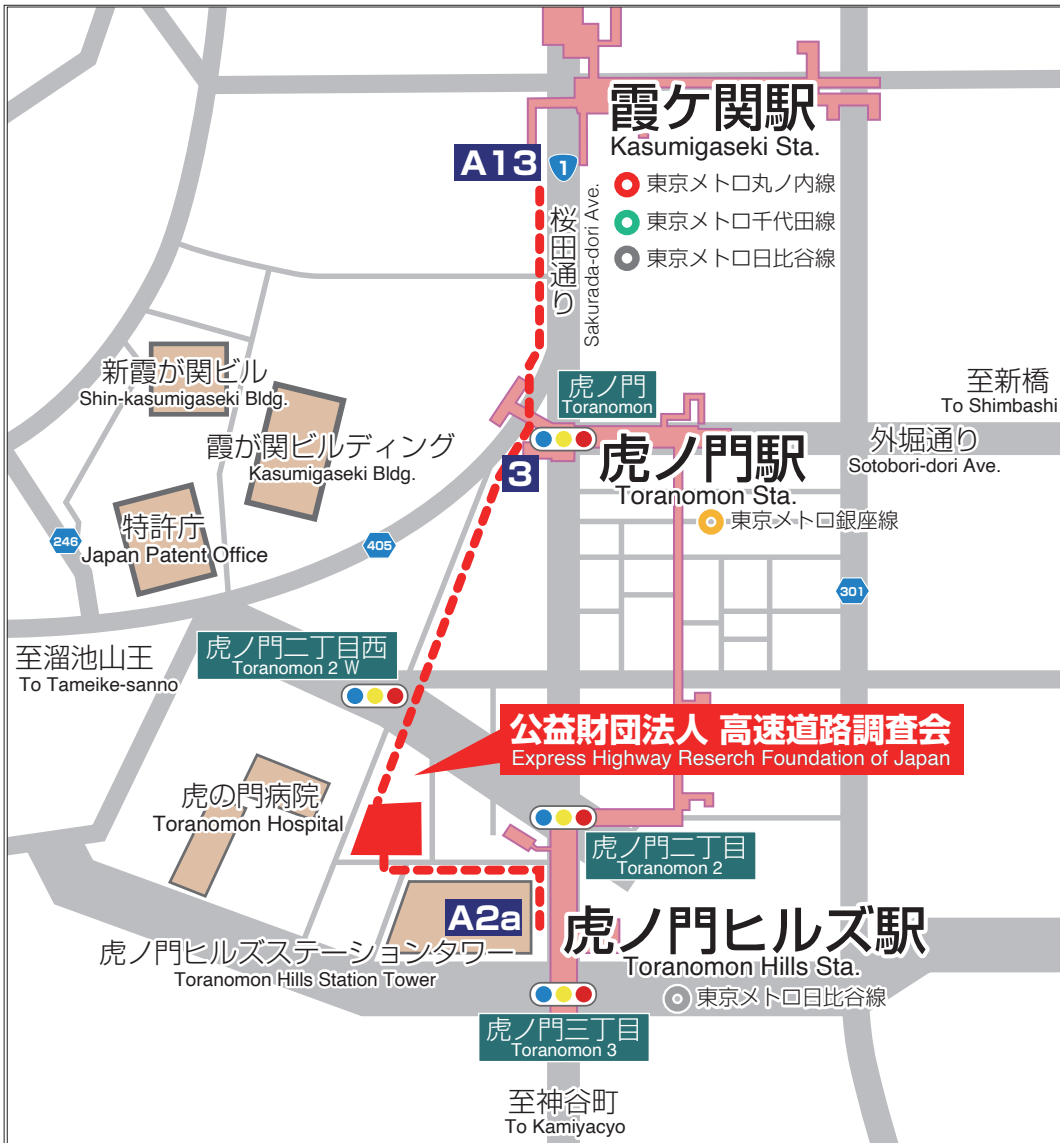 霞ケ関駅
Kasumigaseki Sta.
A13
1
東京メトロ丸ノ内線
東京メトロ千代田線
東京メトロ日比谷線
桜田通り
Sakurada-dori Ave.
新霞が関ビル
Shin-kasumigaseki Bldg.
虎ノ門
Toranomon
至新橋
To Shimbashi
霞が関ビルディング
Kasumigaseki Bldg.
外堀通り
Sotobori-dori Ave.
3
虎ノ門駅
Toranomon Sta.
東京メトロ銀座線
特許庁
Japan Patent Office
246
405
301
虎ノ門二丁目西
Toranomon 2 W
至溜池山王
To Tameike-sanno
公益財団法人 高速道路調査会
Express Highway Reserch Foundation of Japan
虎の門病院
Toranomon Hospital
虎ノ門二丁目
Toranomon 2
A2a
虎ノ門ヒルズ駅
Toranomon Hills Sta.
東京メトロ日比谷線
虎ノ門ヒルズステーションタワー
Toranomon Hills Station Tower
虎ノ門三丁目
Toranomon 3
至神谷町
To Kamiyacyo